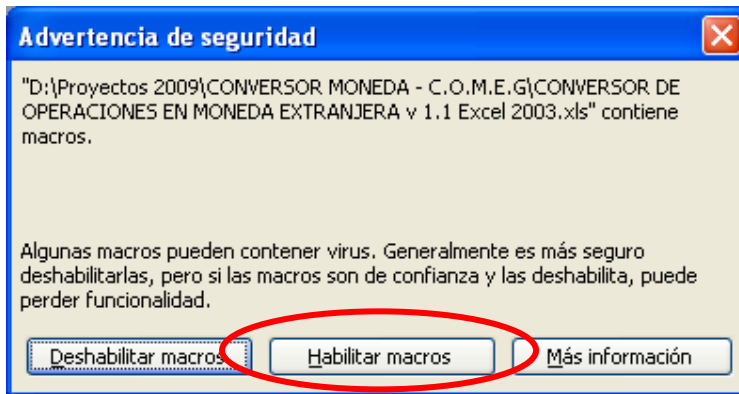 Advertencia de seguridad
"D:\Proyectos 2009\CONVERSOR MONEDA - C.O.M.E.G\CONVERSOR DE
OPERACIONES EN MONEDA EXTRANJERA v 1.1 Excel 2003.xls" contiene
macros.
Algunas macros pueden contener virus. Generalmente es más seguro
deshabilitarlas, pero si las macros son de confianza y las deshabilita, puede
perder funcionalidad.
Deshabilitar macros Habilitar macros Más información